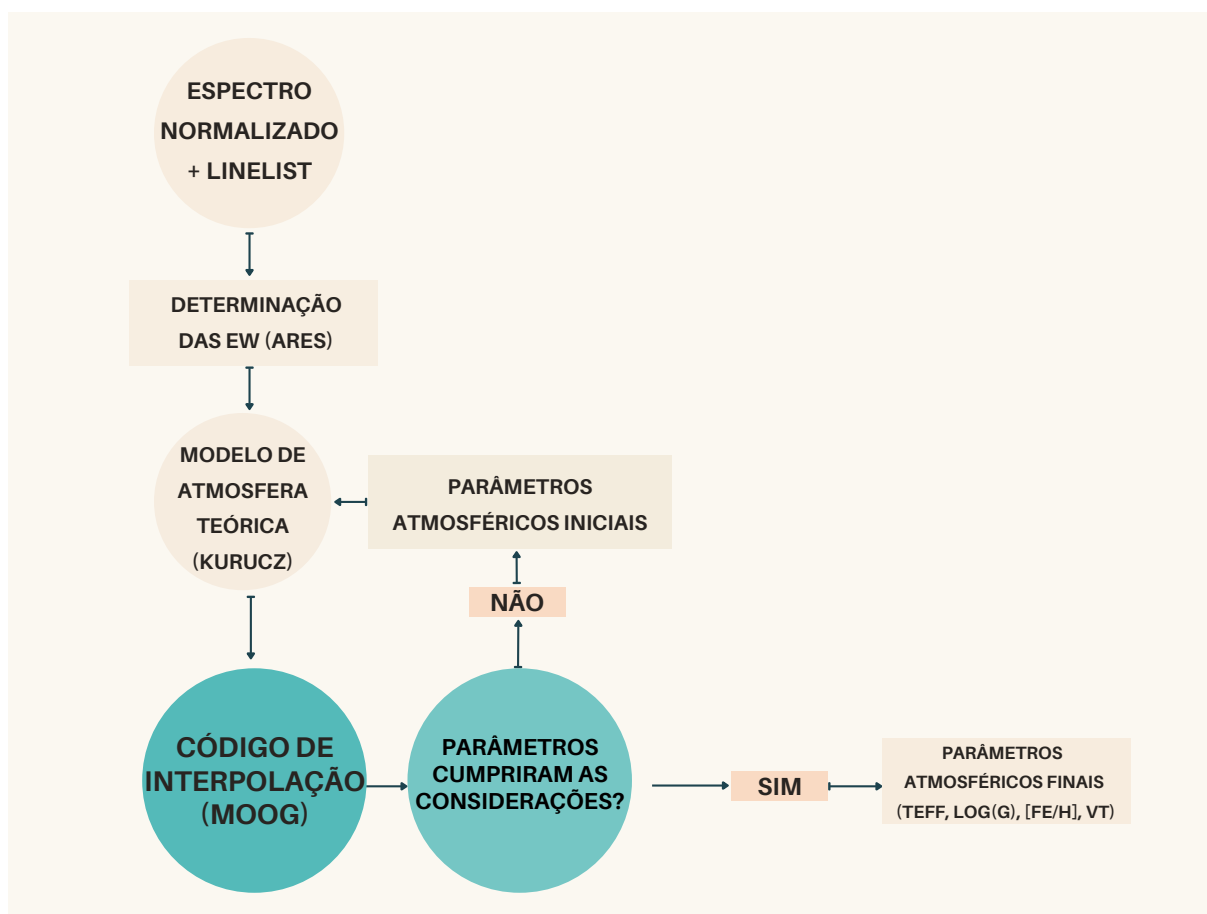 ESPECTRO
NORMALIZADO
+ LINELIST
DETERMINAÇÃO
DAS EW (ARES)
MODELO DE
ATMOSFERA
TEÓRICA
(KURUCZ)
PARÂMETROS
ATMOSFÉRICOS INICIAIS
NÃO
CÓDIGO DE
INTERPOLAÇÃO
(MOOG)
PARÂMETROS
CUMPRIRAM AS
CONSIDERAÇÕES?
SIM
PARÂMETROS
ATMOSFÉRICOS FINAIS
(TEFF, LOG(G), [FE/H], VT)